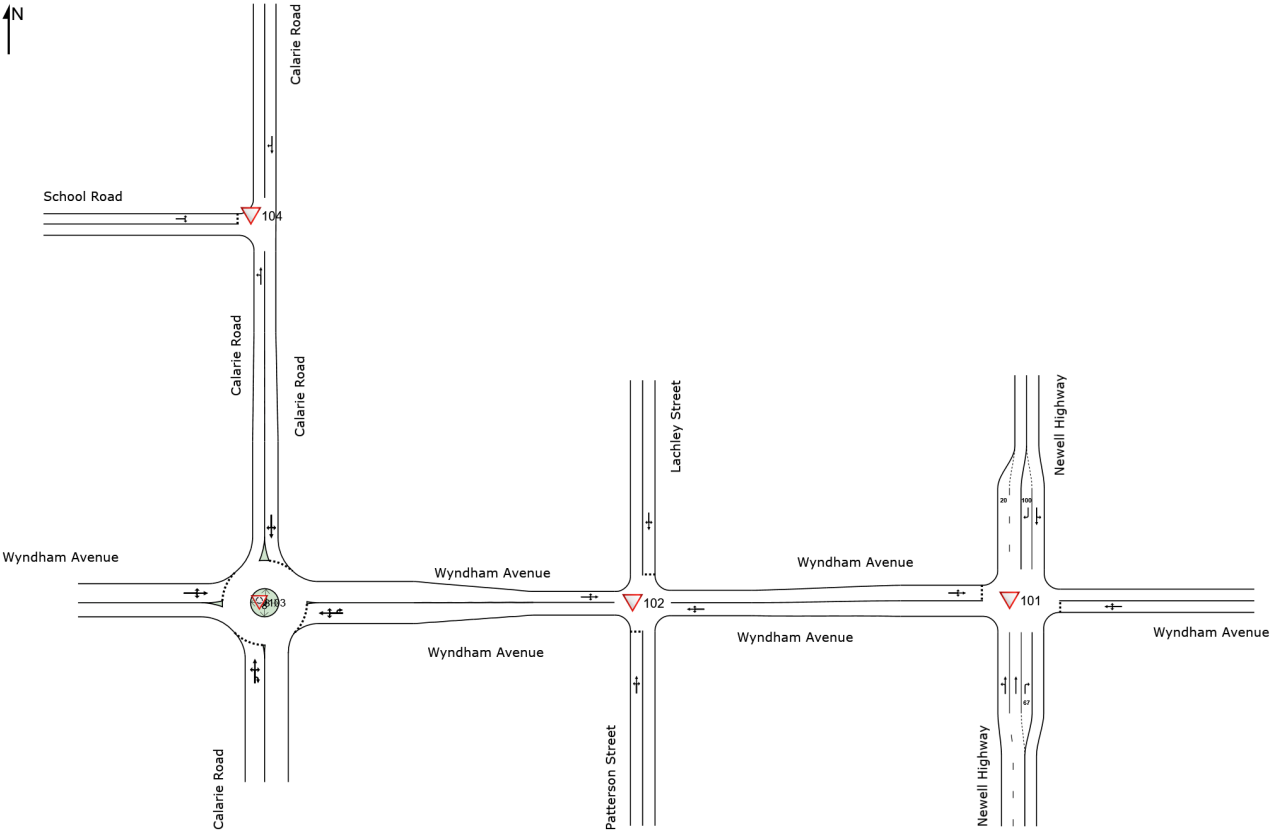 N
Calarie Road
School Road
104
Calarie Road
Calarie Road
Lachley Street
Newell Highway
20
100
Wyndham Avenue
Wyndham Avenue
Wyndham Avenue
103
102
101
Wyndham Avenue
Wyndham Avenue
Wyndham Avenue
67
Calarie Road
Patterson Street
Newell Highway